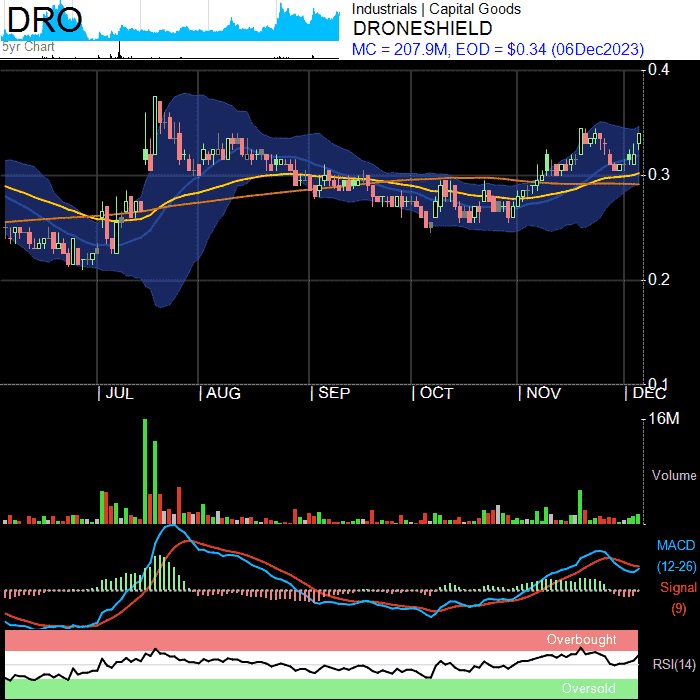 DRO
5yr Chart
Industrials | Capital Goods
DRONESHIELD
MC = 207.9M, EOD = $0.34 (06Dec2023)
0.4
0.3
0.2
0.1
| JUL | AUG | SEP | OCT | NOV | DEC
16M
Volume
MACD
(12-26)
Signal
(9)
Overbought
RSI(14)
Oversold